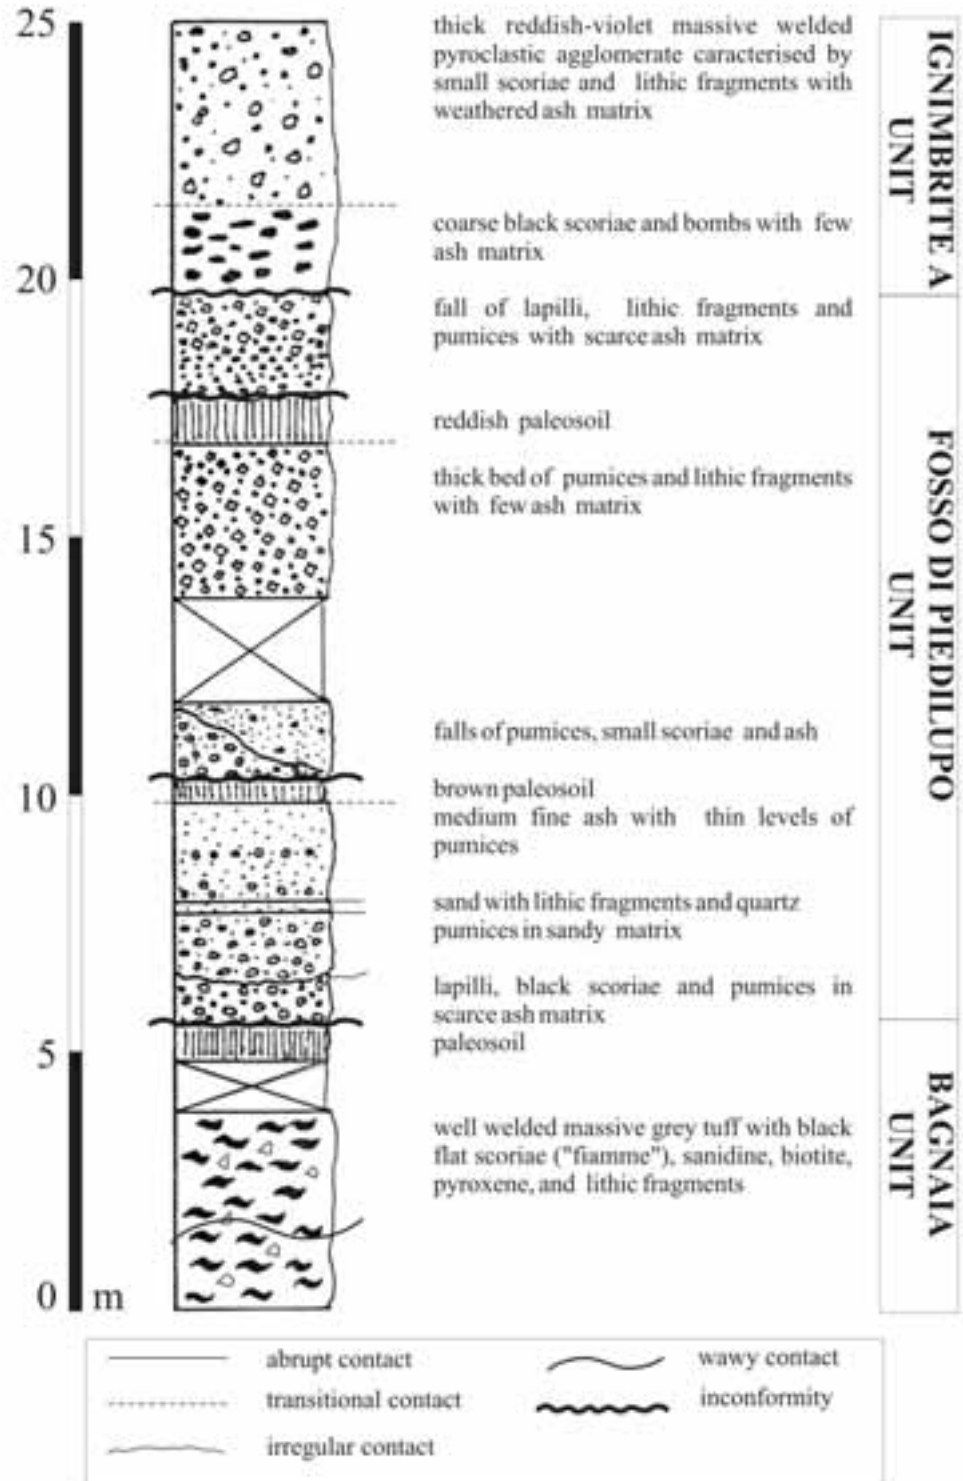 25
thick reddish-violet massive welded
pyroclastic agglomerate caracterised by
small scoriae and lithic fragments with
weathered ash matrix
IGNIMBRITE A
UNIT
coarse black scoriae and bombs with few
ash matrix
20
fall of lapilli, lithic fragments and
pumices with scarce ash matrix
reddish paleosoil
thick bed of pumices and lithic fragments
with few ash matrix
15
FOSSO DI PIEDILUPO
UNIT
falls of pumices, small scoriae and ash
10
brown paleosoil
medium fine ash with thin levels of
pumices
sand with lithic fragments and quartz
pumices in sandy matrix
lapilli, black scoriae and pumices in
scarce ash matrix
paleosoil
5
well welded massive grey tuff with black
flat scoriae ("fiamme"), sanidine, biotite,
pyroxene, and lithic fragments
BAGNAIA
UNIT
0 m
abrupt contact
wawy contact
transitional contact
inconformity
irregular contact